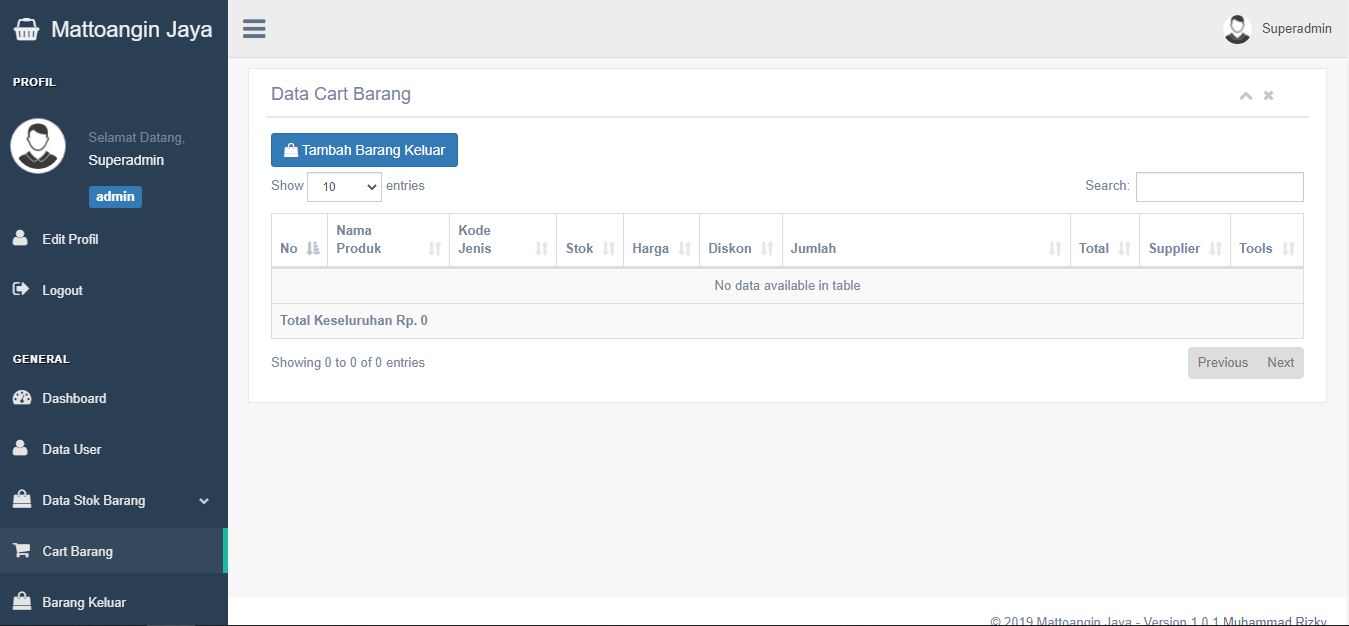 Mattoangin Jaya
Superadmin
PROFIL
Selamat Datang,
Superadmin
admin
Edit Profil
Logout
GENERAL
Dashboard
Data User
Data Stok Barang
Cart Barang
Barang Keluar
Data Cart Barang
Tambah Barang Keluar
Show 10 entries
Search:
No Nama Produk Kode Jenis Stok Harga Diskon Jumlah Total Supplier Tools
No data available in table
Total Keseluruhan Rp. 0
Showing 0 to 0 of 0 entries
Previous Next
© 2019 Mattoangin Jaya - Version 1.0.1 Muhammad Rizky